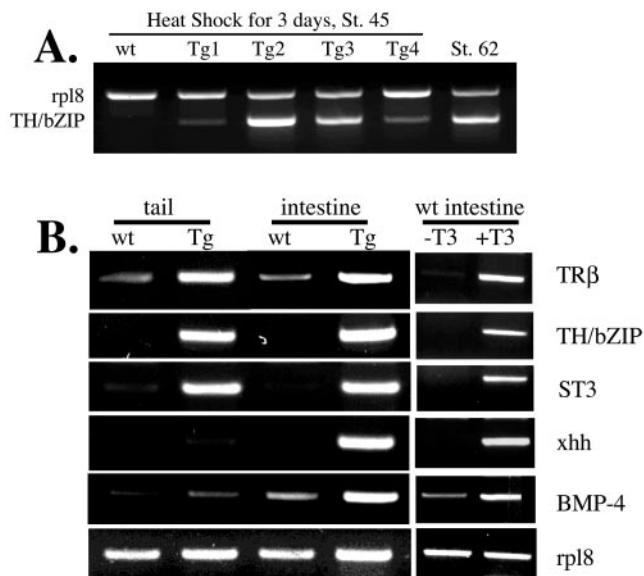 Heat Shock for 3 days, St. 45
A. wt Tg1 Tg2 Tg3 Tg4 St. 62
rpl8
TH/bZIP
B. tail intestine wt intestine
wt Tg wt Tg -T3 +T3
TRβ
TH/bZIP
ST3
xhh
BMP-4
rpl8